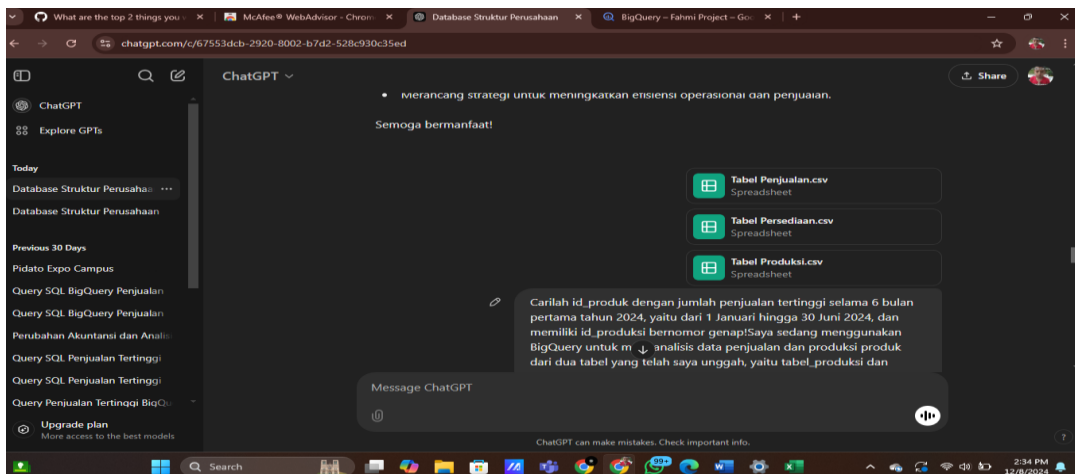 What are the top 2 things you
McAfee® WebAdvisor - Chrom
Database Struktur Perusahaan
BigQuery – Fahmi Project – Goo
chatgpt.com/c/67553dcb-2920-8002-b7d2-528c930c35ed
ChatGPT
Share
ChatGPT
Explore GPTs
Today
Database Struktur Perusahaa
Database Struktur Perusahaan
Previous 30 Days
Pidato Expo Campus
Query SQL BigQuery Penjualan
Query SQL BigQuery Penjualan
Perubahan Akuntansi dan Analis
Query SQL Penjualan Tertinggi
Query SQL Penjualan Tertinggi
Query Penjualan Tertinggi BigQu
Upgrade plan
More access to the best models
• Merancang strategi untuk meningkatkan efisiensi operasional dan penjualan.
Semoga bermanfaat!
Tabel Penjualan.csv
Spreadsheet
Tabel Persediaan.csv
Spreadsheet
Tabel Produksi.csv
Spreadsheet
Carilah id_produk dengan jumlah penjualan tertinggi selama 6 bulan
pertama tahun 2024, yaitu dari 1 Januari hingga 30 Juni 2024, dan
memiliki id_produksi bernomor genap!Saya sedang menggunakan
BigQuery untuk m analisis data penjualan dan produksi produk
dari dua tabel yang telah saya unggah, yaitu tabel_produksi dan
Message ChatGPT
ChatGPT can make mistakes. Check important info.
?
Search
99+
2:34 PM
12/8/2024